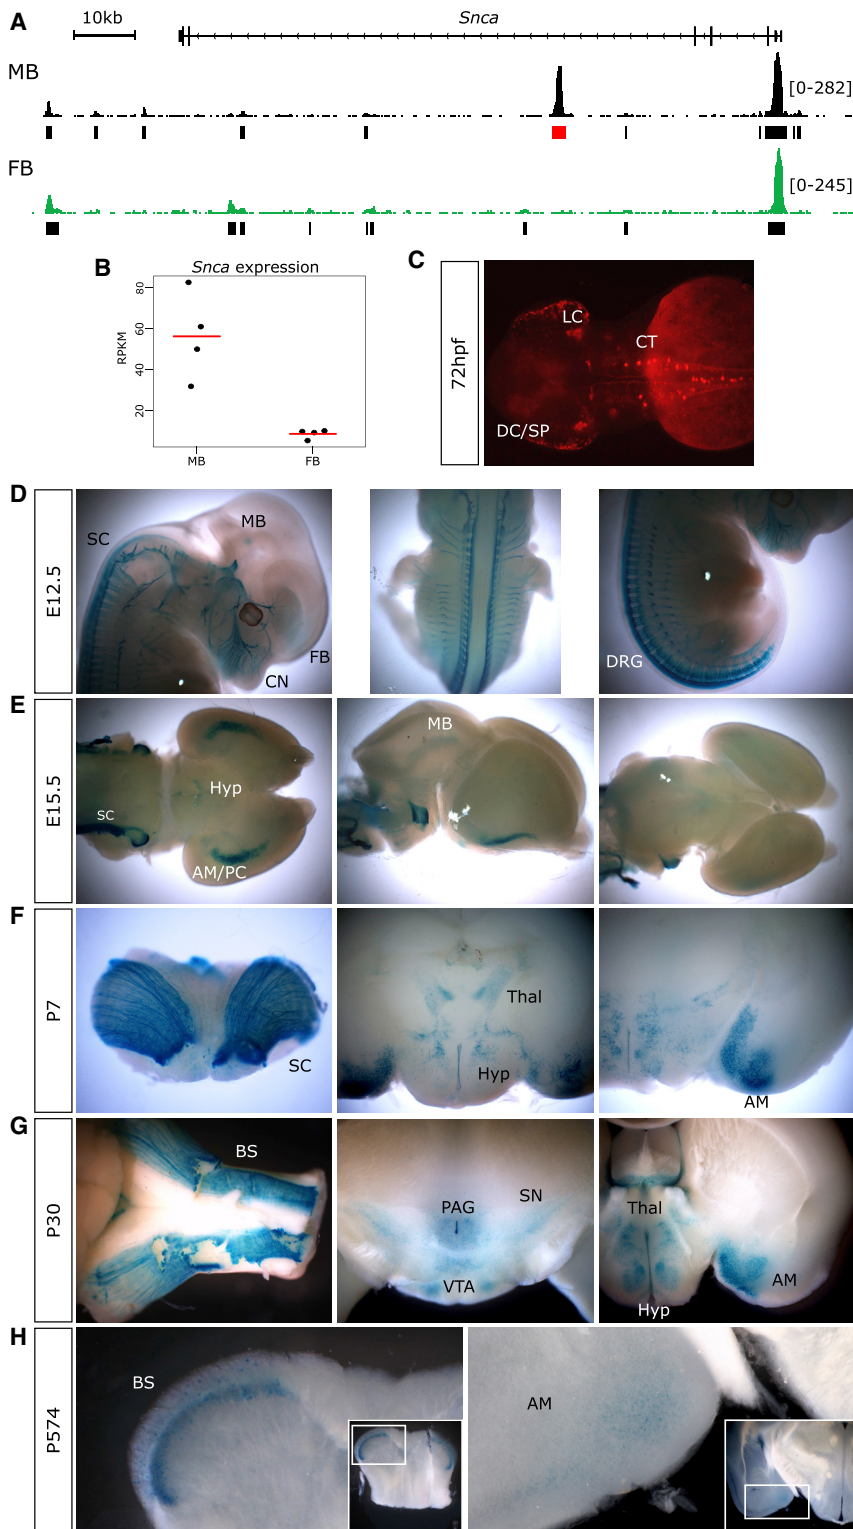 A
10kb
Snca
MB
[0-282]
FB
[0-245]
B
Snca expression
RPKM
80
60
40
20
MB
FB
C
72hpf
LC
CT
DC/SP
D
E12.5
SC
MB
FB
CN
DRG
E
E15.5
SC
Hyp
AM/PC
MB
F
P7
SC
Thal
Hyp
AM
G
P30
BS
PAG
SN
VTA
Thal
AM
Hyp
H
P574
BS
AM